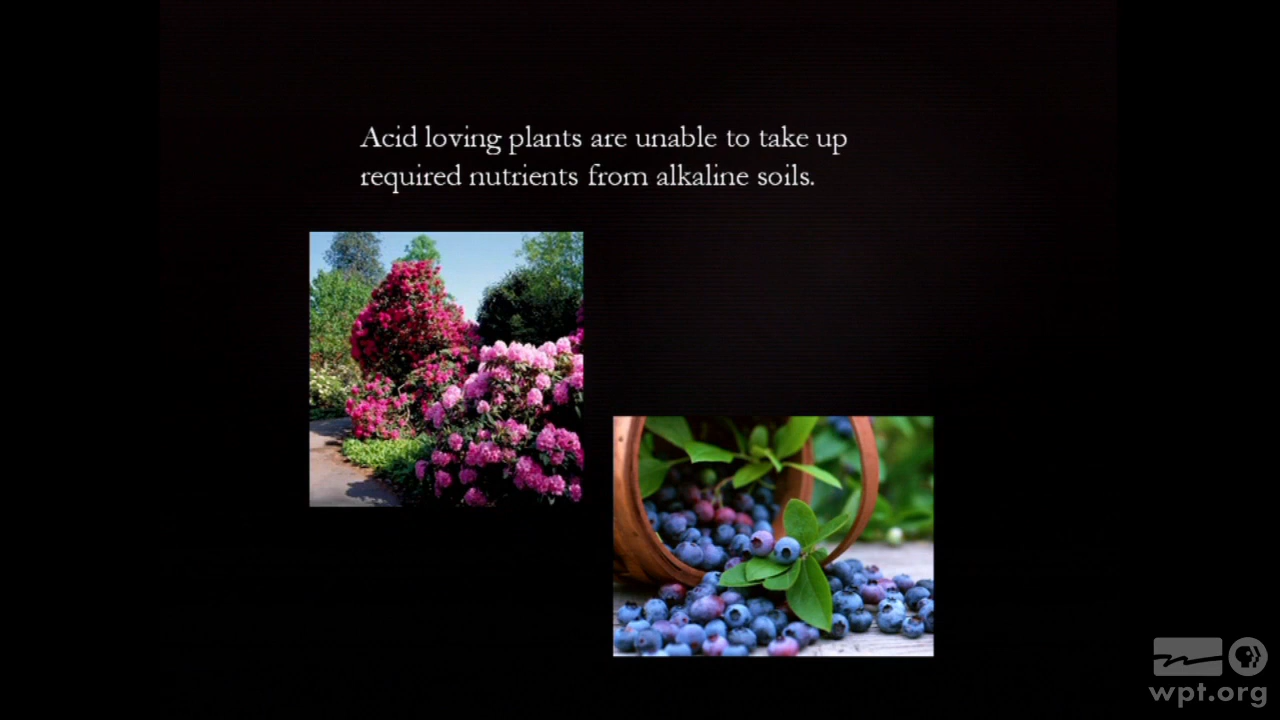 Acid loving plants are unable to take up
required nutrients from alkaline soils.
wpt.org